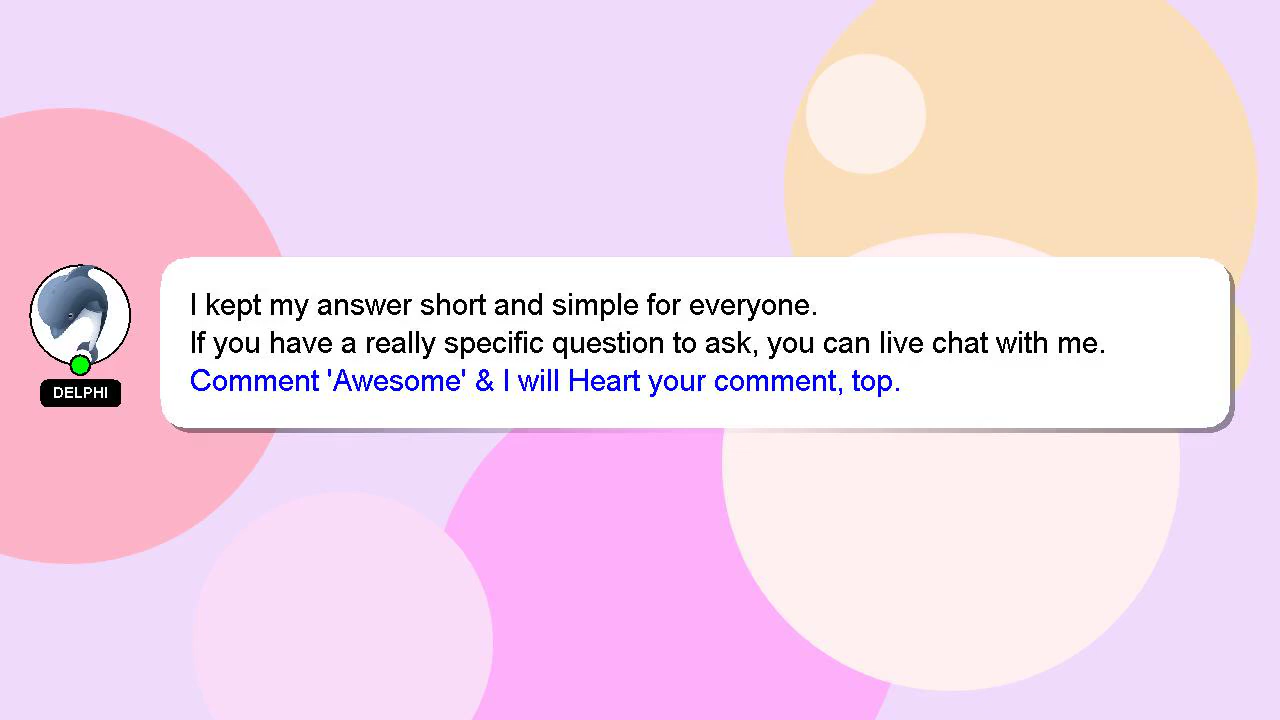 I kept my answer short and simple for everyone.
If you have a really specific question to ask, you can live chat with me.
Comment 'Awesome' & I will Heart your comment, top.
DELPHI